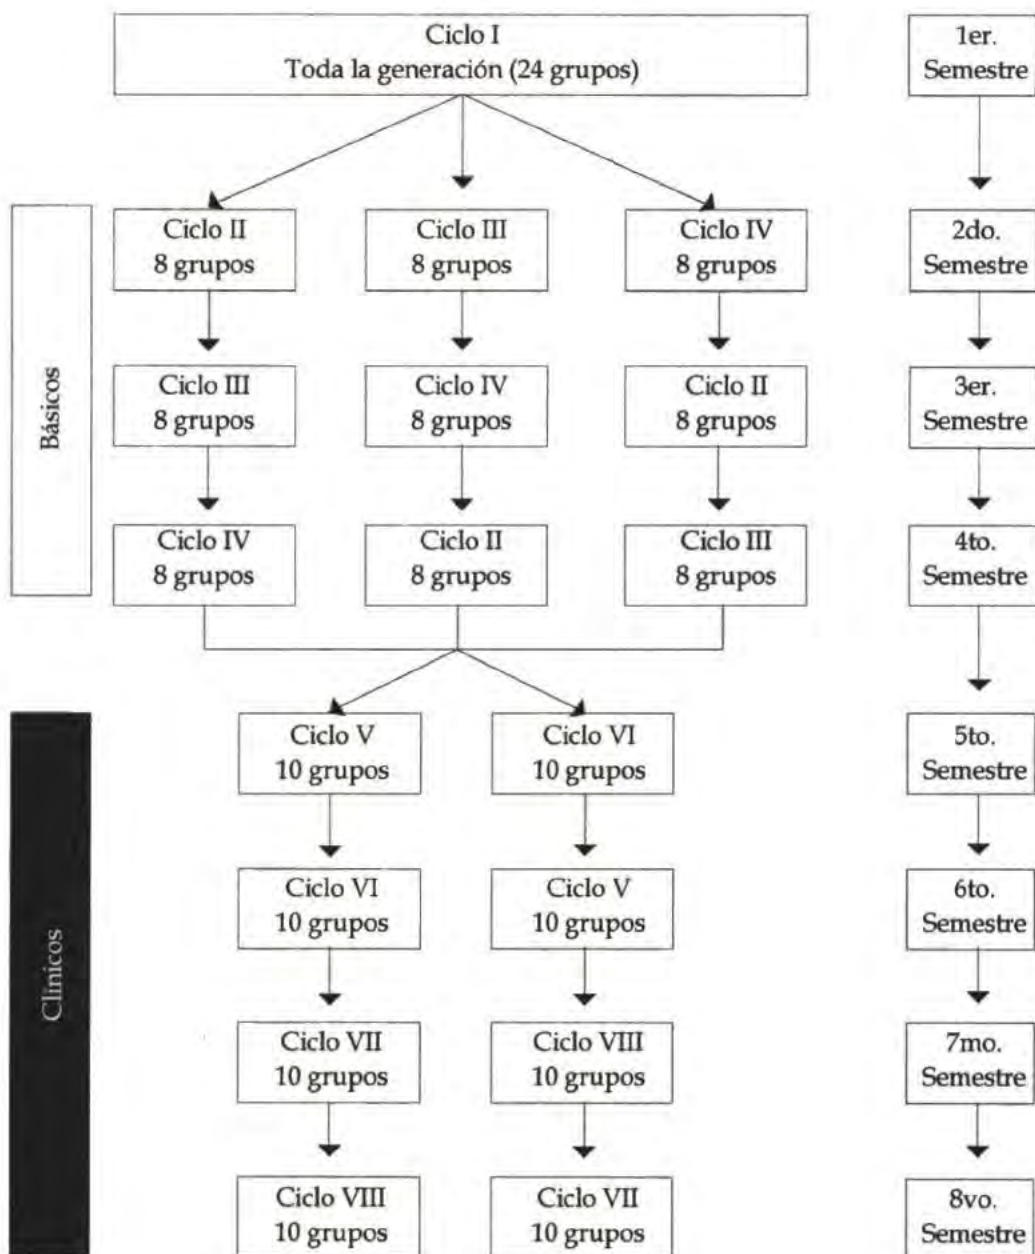 Ciclo I
Toda la generación (24 grupos)
1er.
Semestre
Básicos
Ciclo II
8 grupos
Ciclo III
8 grupos
Ciclo IV
8 grupos
2do.
Semestre
Ciclo III
8 grupos
Ciclo IV
8 grupos
Ciclo II
8 grupos
3er.
Semestre
Ciclo IV
8 grupos
Ciclo II
8 grupos
Ciclo III
8 grupos
4to.
Semestre
Clínicos
Ciclo V
10 grupos
Ciclo VI
10 grupos
5to.
Semestre
Ciclo VI
10 grupos
Ciclo V
10 grupos
6to.
Semestre
Ciclo VII
10 grupos
Ciclo VIII
10 grupos
7mo.
Semestre
Ciclo VIII
10 grupos
Ciclo VII
10 grupos
8vo.
Semestre